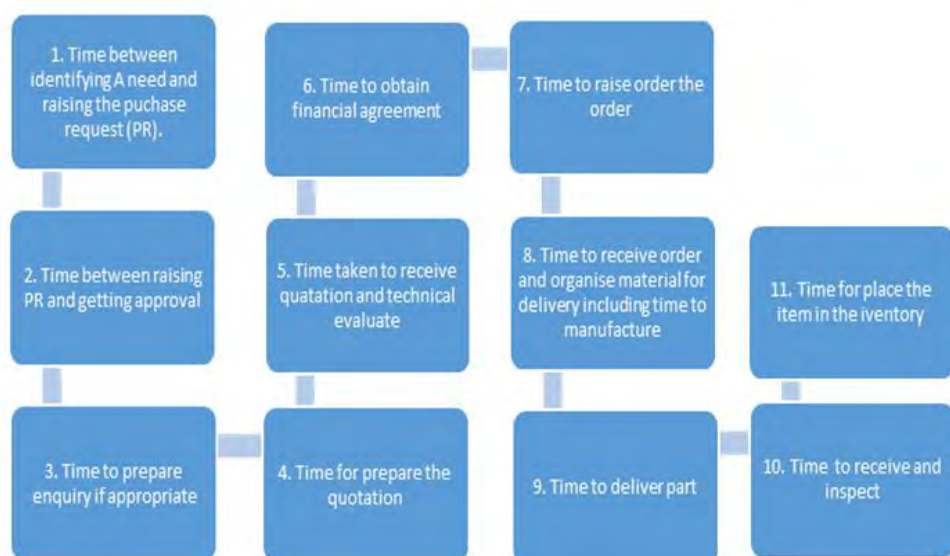 1. Time between
identifying A need and
raising the puchase
request (PR).
2. Time between raising
PR and getting approval
3. Time to prepare
enquiry if appropriate
4. Time for prepare the
quotation
5. Time taken to receive
quatation and technical
evaluate
6. Time to obtain
financial agreement
7. Time to raise order the
order
8. Time to receive order
and organise material for
delivery including time to
manufacture
9. Time to deliver part
10. Time to receive and
inspect
11. Time for place the
item in the iventory